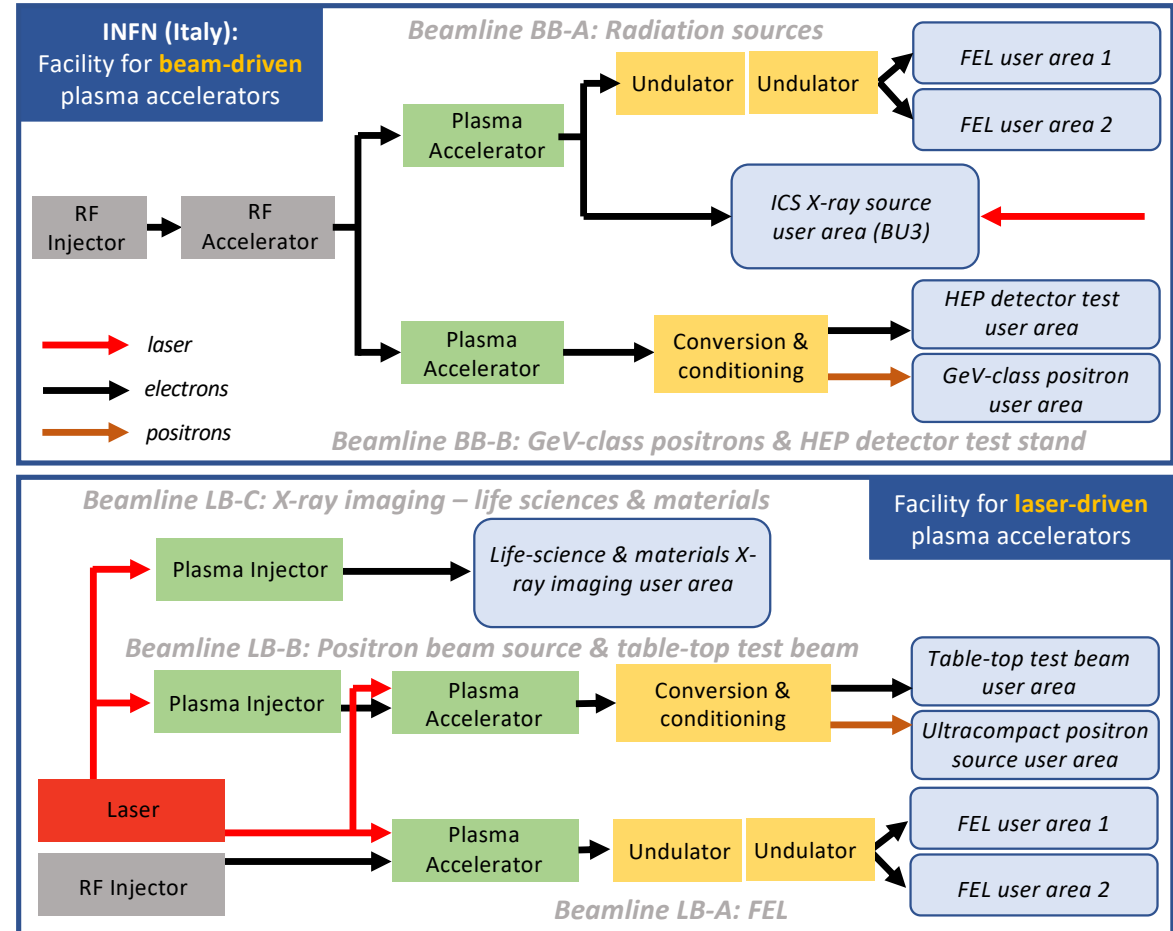 INFN (Italy):
Facility for beam-driven
plasma accelerators
Beamline BB-A: Radiation sources
Undulator
Undulator
FEL user area 1
FEL user area 2
Plasma
Accelerator
RF
Injector
RF
Accelerator
ICS X-ray source
user area (BU3)
laser
electrons
positrons
Plasma
Accelerator
Conversion &
conditioning
HEP detector test
user area
GeV-class positron
user area
Beamline BB-B: GeV-class positrons & HEP detector test stand
Beamline LB-C: X-ray imaging – life sciences & materials
Facility for laser-driven
plasma accelerators
Plasma Injector
Life-science & materials X-
ray imaging user area
Beamline LB-B: Positron beam source & table-top test beam
Plasma Injector
Plasma
Accelerator
Conversion &
conditioning
Table-top test beam
user area
Ultracompact positron
source user area
Laser
RF Injector
Plasma
Accelerator
Undulator
Undulator
FEL user area 1
FEL user area 2
Beamline LB-A: FEL